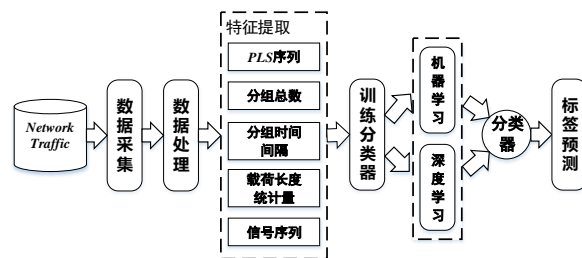 Network
Traffic
数据采集
数据处理
特征提取
PLS序列
分组总数
分组时间
间隔
载荷长度
统计量
信号序列
训练分类器
机器学习
深度学习
分类
器
标签预测